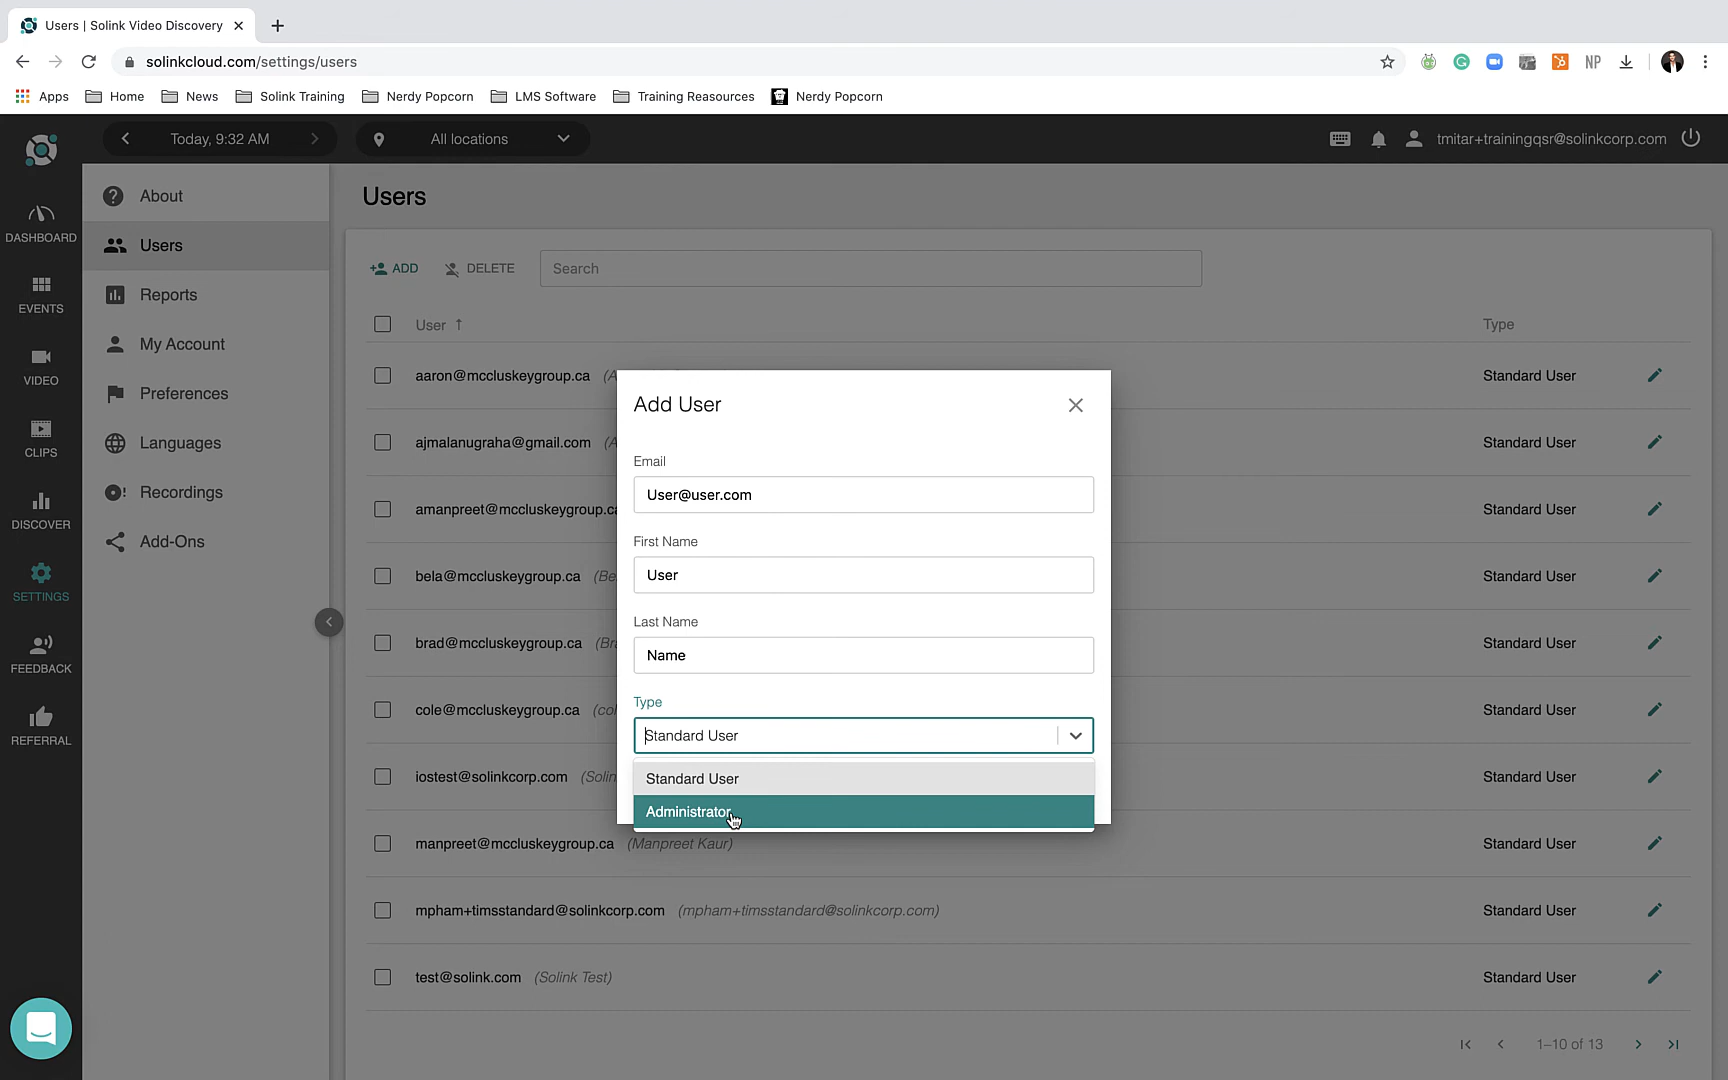 Users | Solink Video Discovery
solinkcloud.com/settings/users
NP
Apps Home News Solink Training Nerdy Popcorn LMS Software Training Reasources Nerdy Popcorn
Today, 9:32 AM All locations tmitar+trainingqsr@solinkcorp.com
DASHBOARD
EVENTS
VIDEO
CLIPS
DISCOVER
SETTINGS
FEEDBACK
REFERRAL
About
Users
Reports
My Account
Preferences
Languages
Recordings
Add-Ons
Users
ADD DELETE Search
User ↑ Type
aaron@mccluskeygroup.ca Standard User
ajmalanugraha@gmail.com Standard User
amanpreet@mccluskeygroup.ca Standard User
bela@mccluskeygroup.ca Standard User
brad@mccluskeygroup.ca Standard User
cole@mccluskeygroup.ca Standard User
iostest@solinkcorp.com Standard User
manpreet@mccluskeygroup.ca (Manpreet Kaur) Standard User
mpham+timsstandard@solinkcorp.com (mpham+timsstandard@solinkcorp.com) Standard User
test@solink.com (Solink Test) Standard User
1–10 of 13
Add User
Email
User@user.com
First Name
User
Last Name
Name
Type
Standard User
Standard User
Administrator